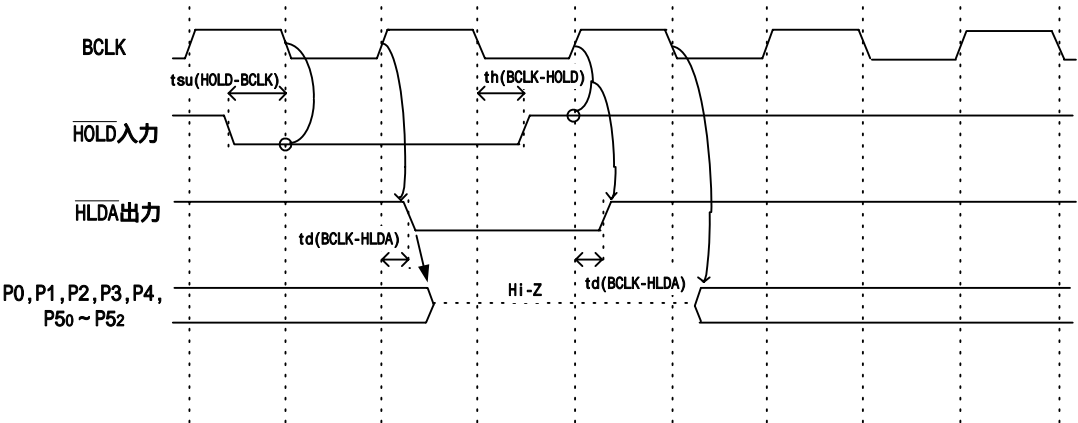 BCLK
tsu(HOLD-BCLK)
th(BCLK-HOLD)
HOLD入力
HLDA出力
td(BCLK-HLDA)
td(BCLK-HLDA)
Hi-Z
P0,P1,P2,P3,P4,
P50~P52